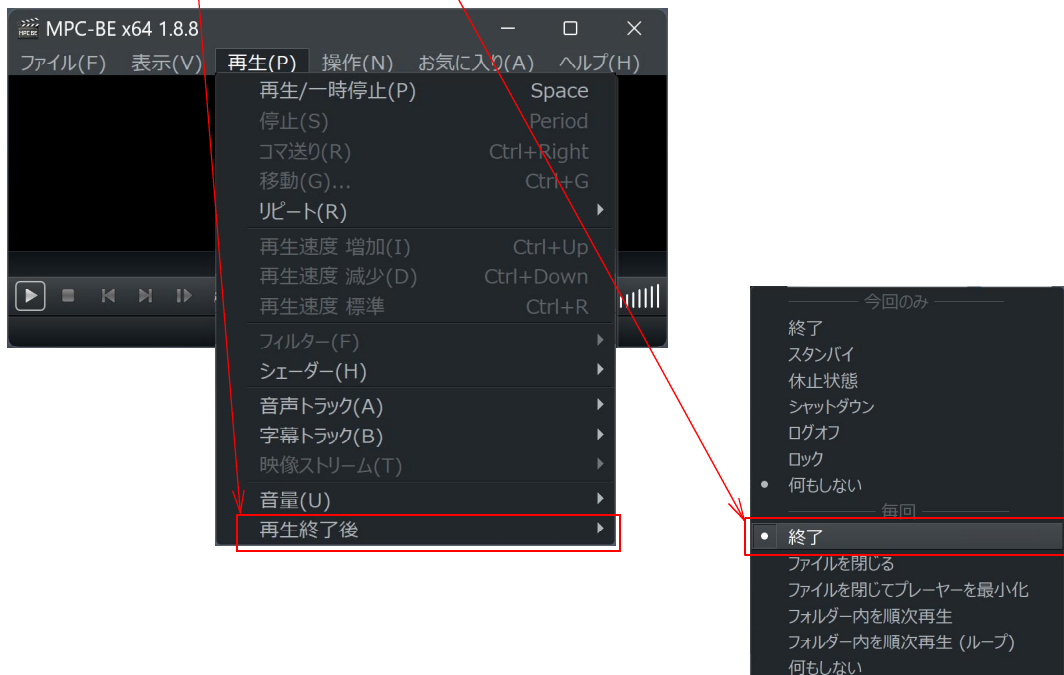 MPC-BE x64 1.8.8
ファイル(F) 表示(V) 再生(P) 操作(N) お気に入り(A) ヘルプ(H)
再生/一時停止(P) Space
停止(S) Period
コマ送り(R) Ctrl+Right
移動(G)... Ctrl+G
リピート(R)
再生速度 増加(I) Ctrl+Up
再生速度 減少(D) Ctrl+Down
再生速度 標準 Ctrl+R
フィルター(F)
シェーダー(H)
音声トラック(A)
字幕トラック(B)
映像ストリーム(T)
音量(U)
再生終了後
今回のみ
終了
スタンバイ
休止状態
シャットダウン
ログオフ
ロック
何もしない
毎回
終了
ファイルを閉じる
ファイルを閉じてプレーヤーを最小化
フォルダー内を順次再生
フォルダー内を順次再生 (ループ)
何もしない